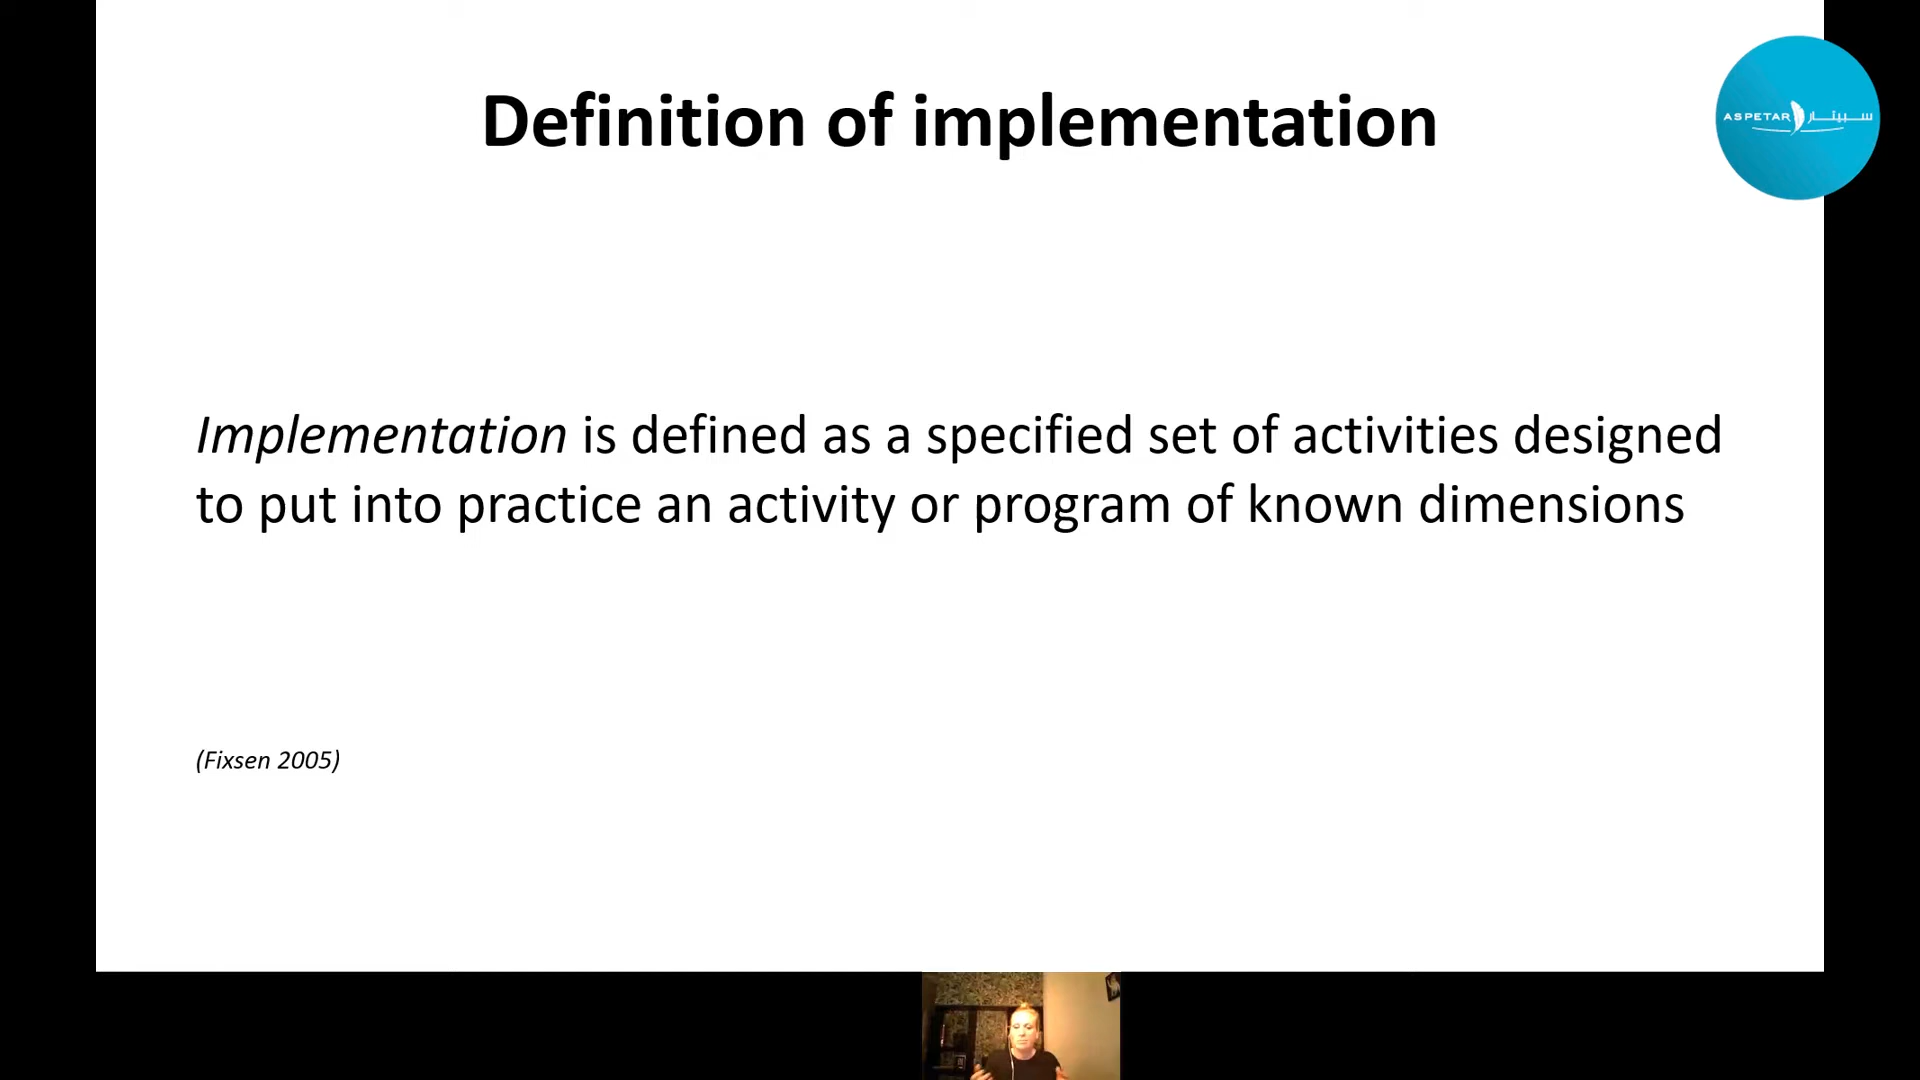 Definition of implementation
ASPETAR سبيتار
Implementation is defined as a specified set of activities designed
to put into practice an activity or program of known dimensions
(Fixsen 2005)